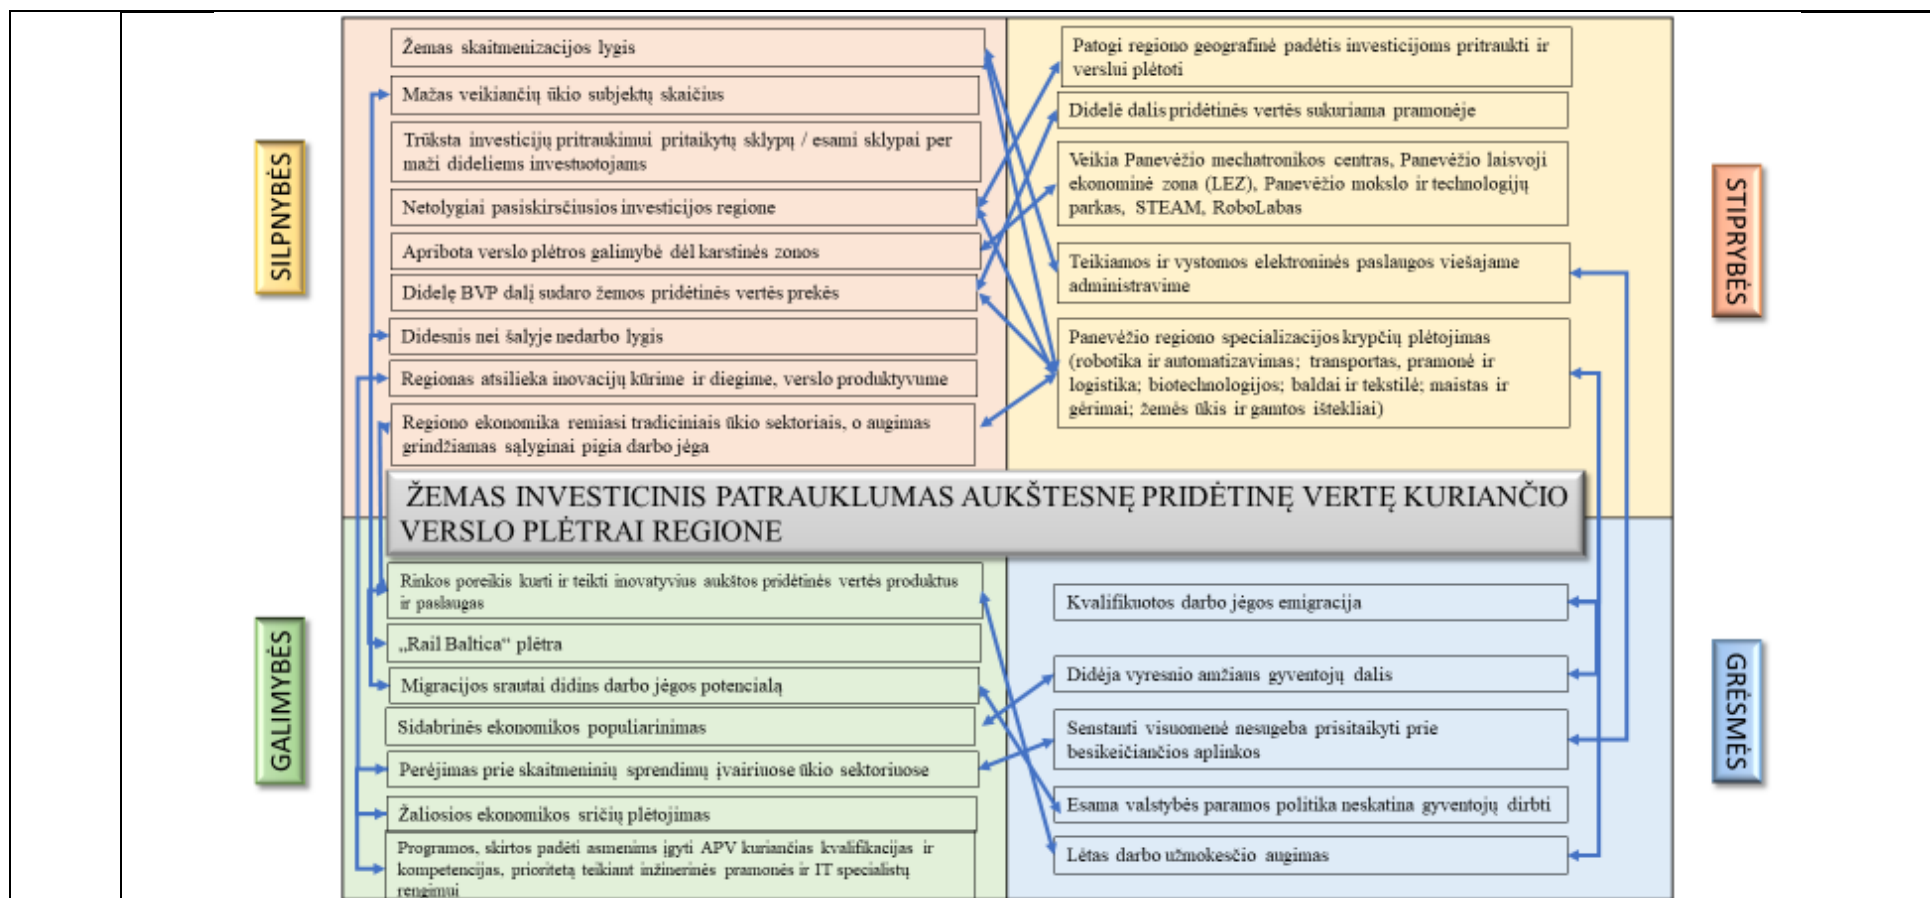 SILPNYBĖS
Žemas skaitmenizacijos lygis
Mažas veikiančių ūkio subjektų skaičius
Trūksta investicijų pritraukimui pritaikytų sklypų / esami sklypai per
maži dideliems investuotojams
Netolygiai pasiskirsčiusios investicijos regione
Apribota verslo plėtros galimybė dėl karstinės zonos
Didelę BVP dalį sudaro žemos pridėtinės vertės prekės
Didesnis nei šalyje nedarbo lygis
Regionas atsilieka inovacijų kūrime ir diegime, verslo produktyvume
Regiono ekonomika remiasi tradiciniais ūkio sektoriais, o augimas
grindžiamas sąlyginai pigia darbo jėga
Patogi regiono geografinė padėtis investicijoms pritraukti ir
verslui plėtoti
Didelė dalis pridėtinės vertės sukuriama pramonėje
Veikia Panevėžio mechatronikos centras, Panevėžio laisvoji
ekonominė zona (LEZ), Panevėžio mokslo ir technologijų
parkas, STEAM, RoboLabas
Teikiamos ir vystomos elektroninės paslaugos viešajame
administravime
Panevėžio regiono specializacijos krypčių plėtojimas
(robotika ir automatizavimas; transportas, pramonė ir
logistika; biotechnologijos; baldai ir tekstilė; maistas ir
gėrimai; žemės ūkis ir gamtos ištekliai)
STIPRYBĖS
ŽEMAS INVESTICINIS PATRAUKLUMAS AUKŠTESNĘ PRIDĖTINĘ VERTĘ KURIANČIO
VERSLO PLĖTRAI REGIONE
GALIMYBĖS
Rinkos poreikis kurti ir teikti inovatyvius aukštos pridėtinės vertės produktus
ir paslaugas
„Rail Baltica“ plėtra
Migracijos srautai didins darbo jėgos potencialą
Sidabrinės ekonomikos populiarinimas
Perėjimas prie skaitmeninių sprendimų įvairiuose ūkio sektoriuose
Žaliosios ekonomikos sričių plėtojimas
Programos, skirtos padėti asmenims įgyti APV kuriančias kvalifikacijas ir
kompetencijas, prioritetą teikiant inžinerinės pramonės ir IT specialistų
rengimui
Kvalifikuotos darbo jėgos emigracija
Didėja vyresnio amžiaus gyventojų dalis
Senstanti visuomenė nesugeba prisitaikyti prie
besikeičiančios aplinkos
Esama valstybės paramos politika neskatina gyventojų dirbti
Lėtas darbo užmokesčio augimas
GRĖSMĖS